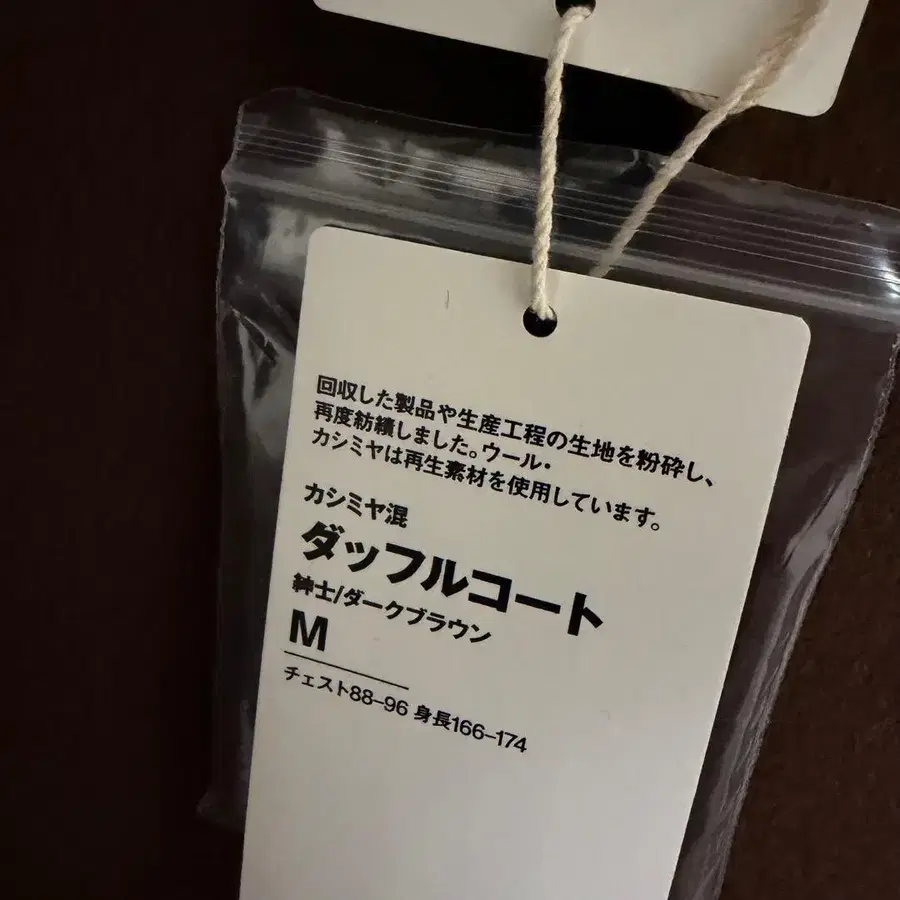 回収した製品や生産工程の生地を粉砕し、
再度紡績しました。ウール・
カシミヤは再生素材を使用しています。
カシミヤ混
ダッフルコート
紳士/ダークブラウン
M
チェスト88–96 身長166–174